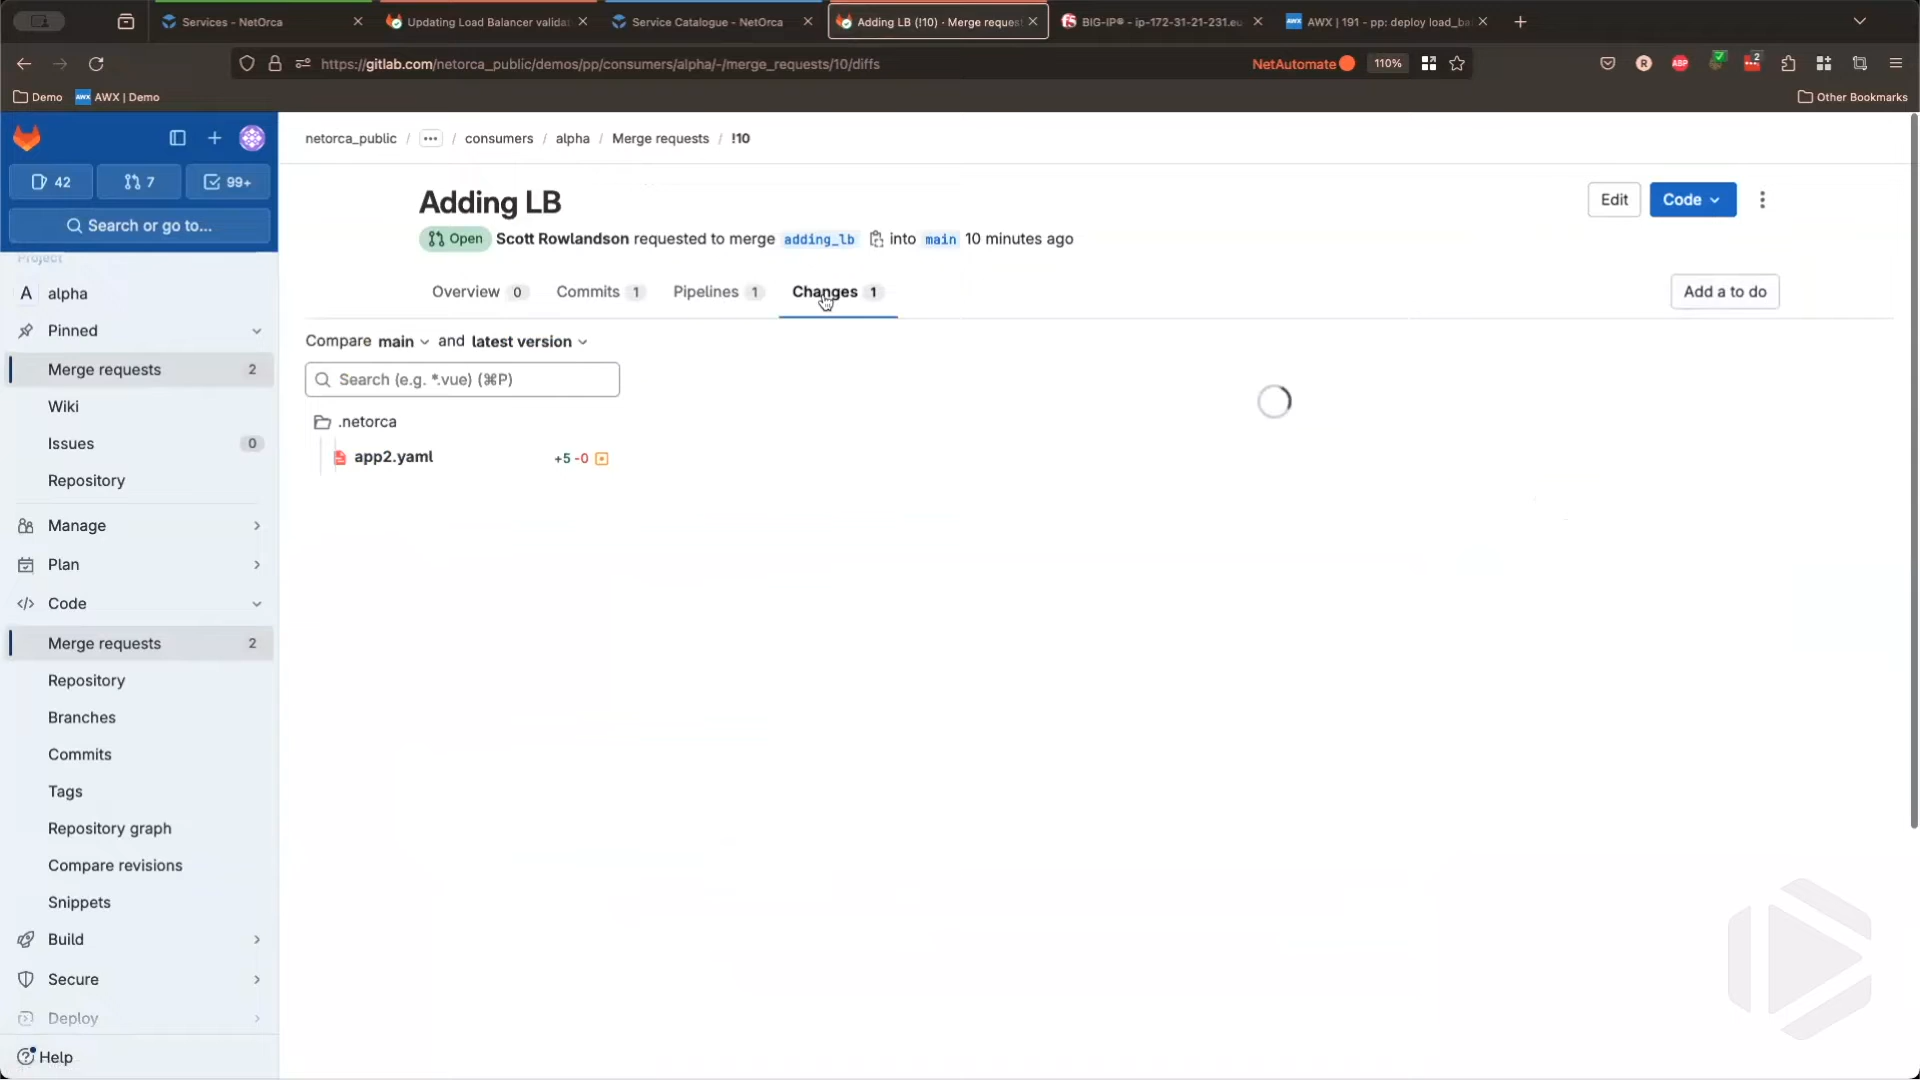 Services - NetOrca
Updating Load Balancer valida
Service Catalogue - NetOrca
Adding LB (!10) · Merge reques
BIG-IP® - ip-172-31-21-231.eu
AWX | 191 - pp: deploy load_ba
https://gitlab.com/netorca_public/demos/pp/consumers/alpha/-/merge_requests/10/diffs
NetAutomate
110%
R
ABP
2
Demo
AWX | Demo
Other Bookmarks
42
7
99+
Search or go to...
Project
A alpha
Pinned
Merge requests 2
Wiki
Issues 0
Repository
Manage
Plan
Code
Merge requests 2
Repository
Branches
Commits
Tags
Repository graph
Compare revisions
Snippets
Build
Secure
Deploy
Help
netorca_public / ... / consumers / alpha / Merge requests / !10
Adding LB
Edit
Code
Open Scott Rowlandson requested to merge adding_lb into main 10 minutes ago
Overview 0
Commits 1
Pipelines 1
Changes 1
Add a to do
Compare main and latest version
Search (e.g. *.vue) (⌘P)
.netorca
app2.yaml +5 -0